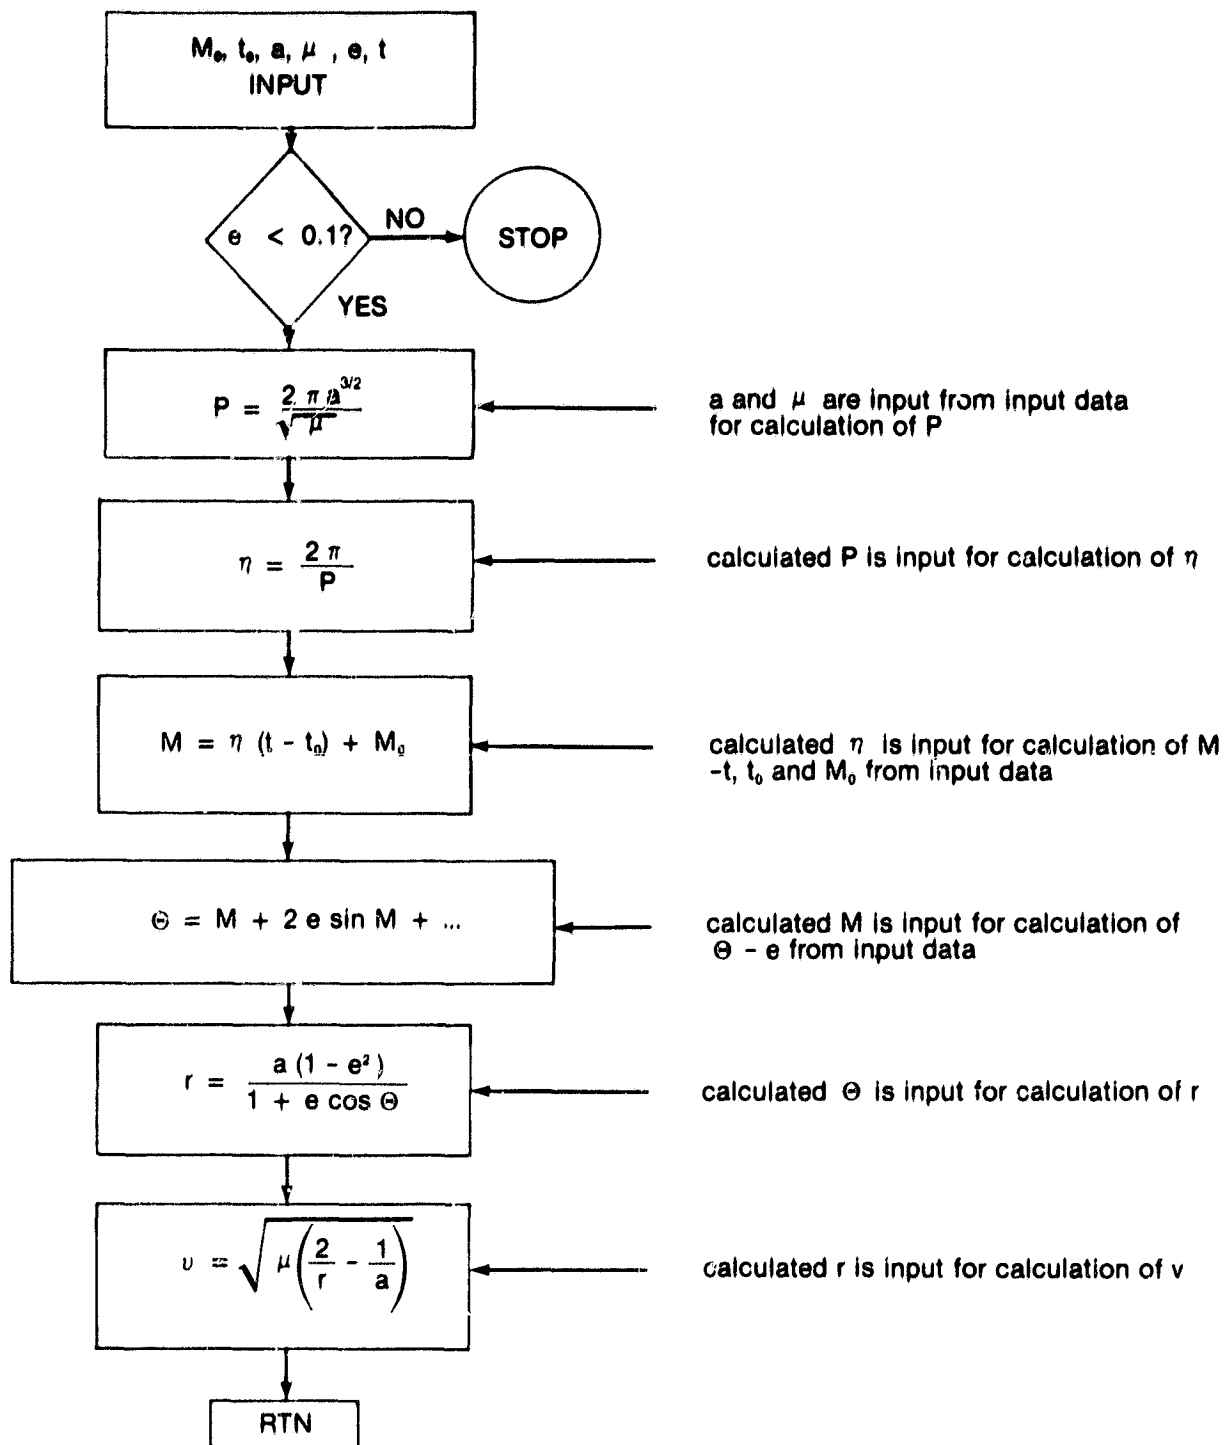 M₀, t₀, a, μ , e, t
INPUT
e < 0.1?
NO
STOP
YES
P = 2 π a^3/2 / √μ
a and μ are input from input data
for calculation of P
η = 2 π / P
calculated P is input for calculation of η
M = η (t - t₀) + M₀
calculated η is input for calculation of M
-t, t₀ and M₀ from input data
Θ = M + 2 e sin M + ...
calculated M is input for calculation of
Θ - e from input data
r = a (1 - e²) / 1 + e cos Θ
calculated Θ is input for calculation of r
υ = √ μ (2/r - 1/a)
calculated r is input for calculation of v
RTN